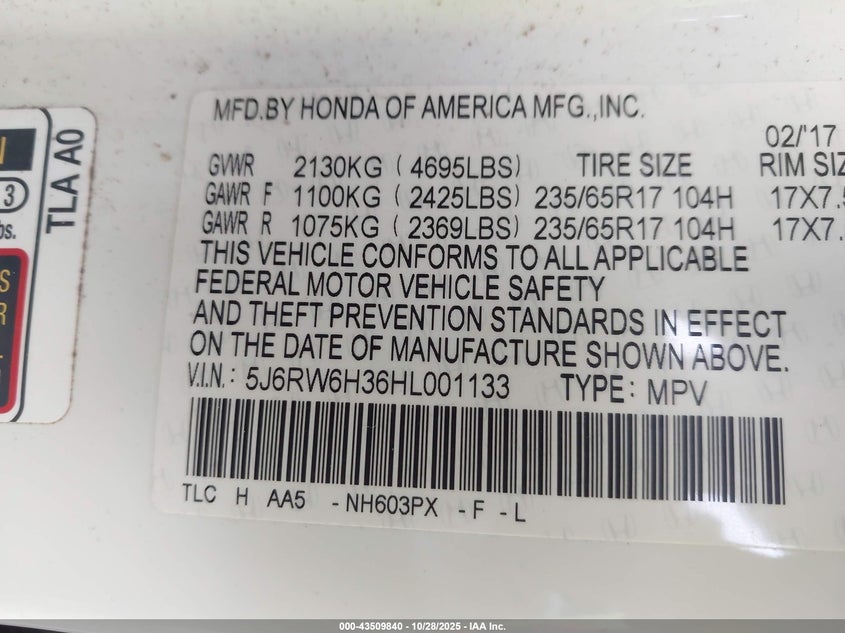 MFD.BY HONDA OF AMERICA MFG.,INC.
02/'17
GVWR 2130KG ( 4695LBS) TIRE SIZE RIM SIZ
GAWR F 1100KG ( 2425LBS) 235/65R17 104H 17X7.5
GAWR R 1075KG ( 2369LBS) 235/65R17 104H 17X7.
THIS VEHICLE CONFORMS TO ALL APPLICABLE
FEDERAL MOTOR VEHICLE SAFETY
AND THEFT PREVENTION STANDARDS IN EFFECT
ON THE DATE OF MANUFACTURE SHOWN ABOVE.
V.I.N.: 5J6RW6H36HL001133 TYPE: MPV
TLC H AA5 -NH603PX -F -L
TLA A0
3
bs.
000-43509840 - 10/28/2025 - IAA Inc.